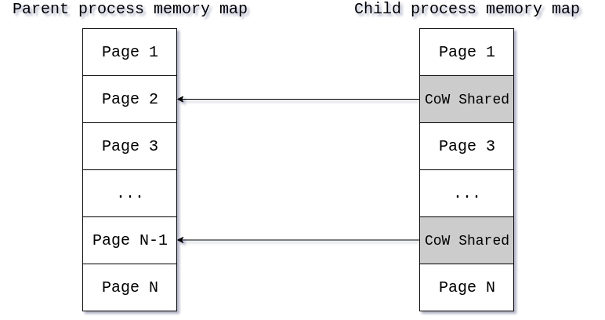 Parent process memory map
Page 1
Page 2
Page 3
...
Page N-1
Page N
Child process memory map
Page 1
CoW Shared
Page 3
...
CoW Shared
Page N